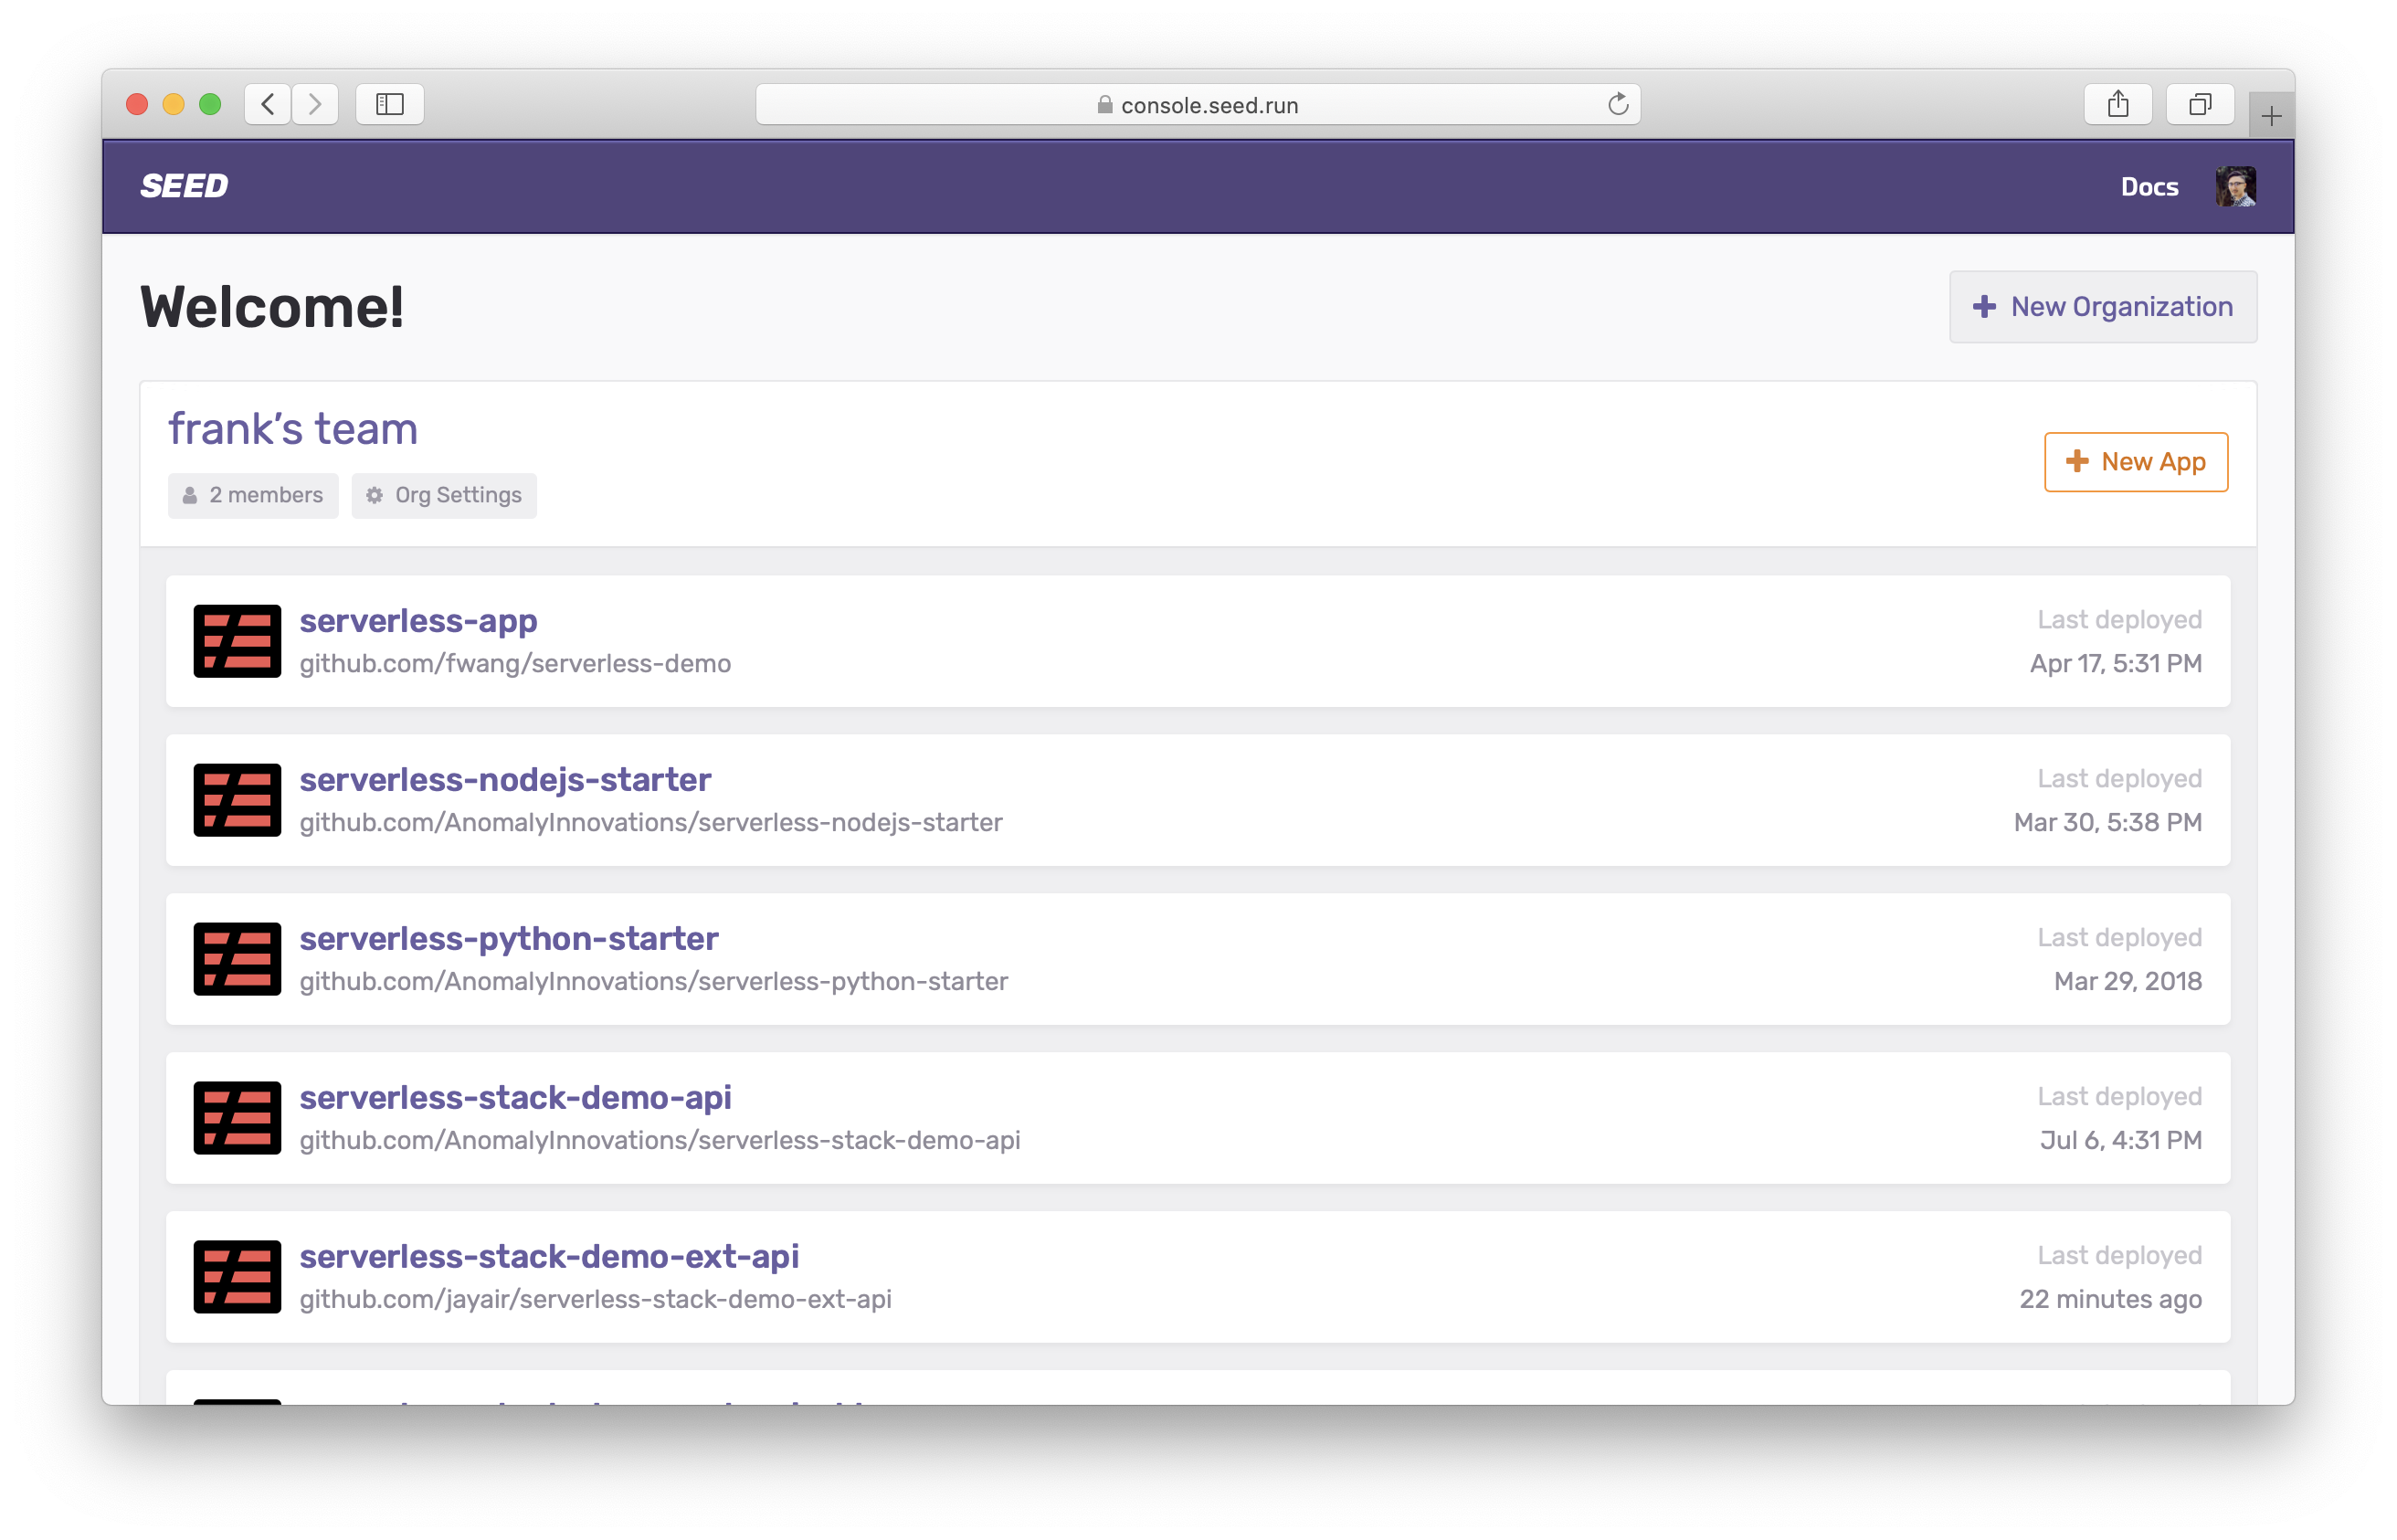 console.seed.run
SEED
Docs
Welcome!
New Organization
frank’s team
New App
2 members
Org Settings
serverless-app
Last deployed
github.com/fwang/serverless-demo
Apr 17, 5:31 PM
serverless-nodejs-starter
Last deployed
github.com/AnomalyInnovations/serverless-nodejs-starter
Mar 30, 5:38 PM
serverless-python-starter
Last deployed
github.com/AnomalyInnovations/serverless-python-starter
Mar 29, 2018
serverless-stack-demo-api
Last deployed
github.com/AnomalyInnovations/serverless-stack-demo-api
Jul 6, 4:31 PM
serverless-stack-demo-ext-api
Last deployed
github.com/jayair/serverless-stack-demo-ext-api
22 minutes ago